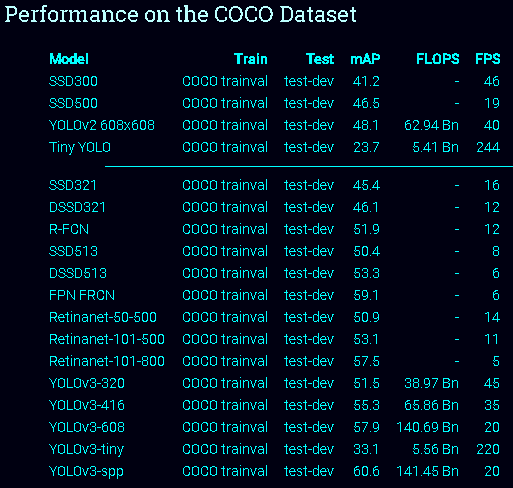 Performance on the COCO Dataset
Model Train Test mAP FLOPS FPS
SSD300 COCO trainval test-dev 41.2 - 46
SSD500 COCO trainval test-dev 46.5 - 19
YOLOv2 608x608 COCO trainval test-dev 48.1 62.94 Bn 40
Tiny YOLO COCO trainval test-dev 23.7 5.41 Bn 244
SSD321 COCO trainval test-dev 45.4 - 16
DSSD321 COCO trainval test-dev 46.1 - 12
R-FCN COCO trainval test-dev 51.9 - 12
SSD513 COCO trainval test-dev 50.4 - 8
DSSD513 COCO trainval test-dev 53.3 - 6
FPN FRCN COCO trainval test-dev 59.1 - 6
Retinanet-50-500 COCO trainval test-dev 50.9 - 14
Retinanet-101-500 COCO trainval test-dev 53.1 - 11
Retinanet-101-800 COCO trainval test-dev 57.5 - 5
YOLOv3-320 COCO trainval test-dev 51.5 38.97 Bn 45
YOLOv3-416 COCO trainval test-dev 55.3 65.86 Bn 35
YOLOv3-608 COCO trainval test-dev 57.9 140.69 Bn 20
YOLOv3-tiny COCO trainval test-dev 33.1 5.56 Bn 220
YOLOv3-spp COCO trainval test-dev 60.6 141.45 Bn 20